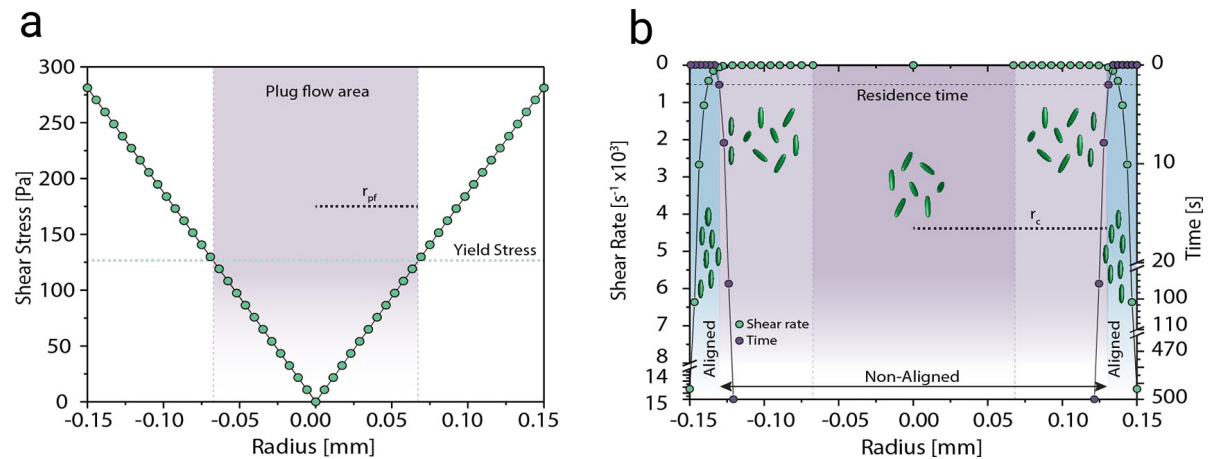 a
300
250
200
150
100
50
0
Shear Stress [Pa]
Plug flow area
r_pf
Yield Stress
-0.15 -0.10 -0.05 0.00 0.05 0.10 0.15
Radius [mm]
b
0
1
2
3
4
5
6
7
8
14
15
Shear Rate [s⁻¹ x10³]
Residence time
r_c
Shear rate
Time
Aligned
Non-Aligned
Aligned
0
10
20
100
110
470
500
Time [s]
-0.15 -0.10 -0.05 0.00 0.05 0.10 0.15
Radius [mm]